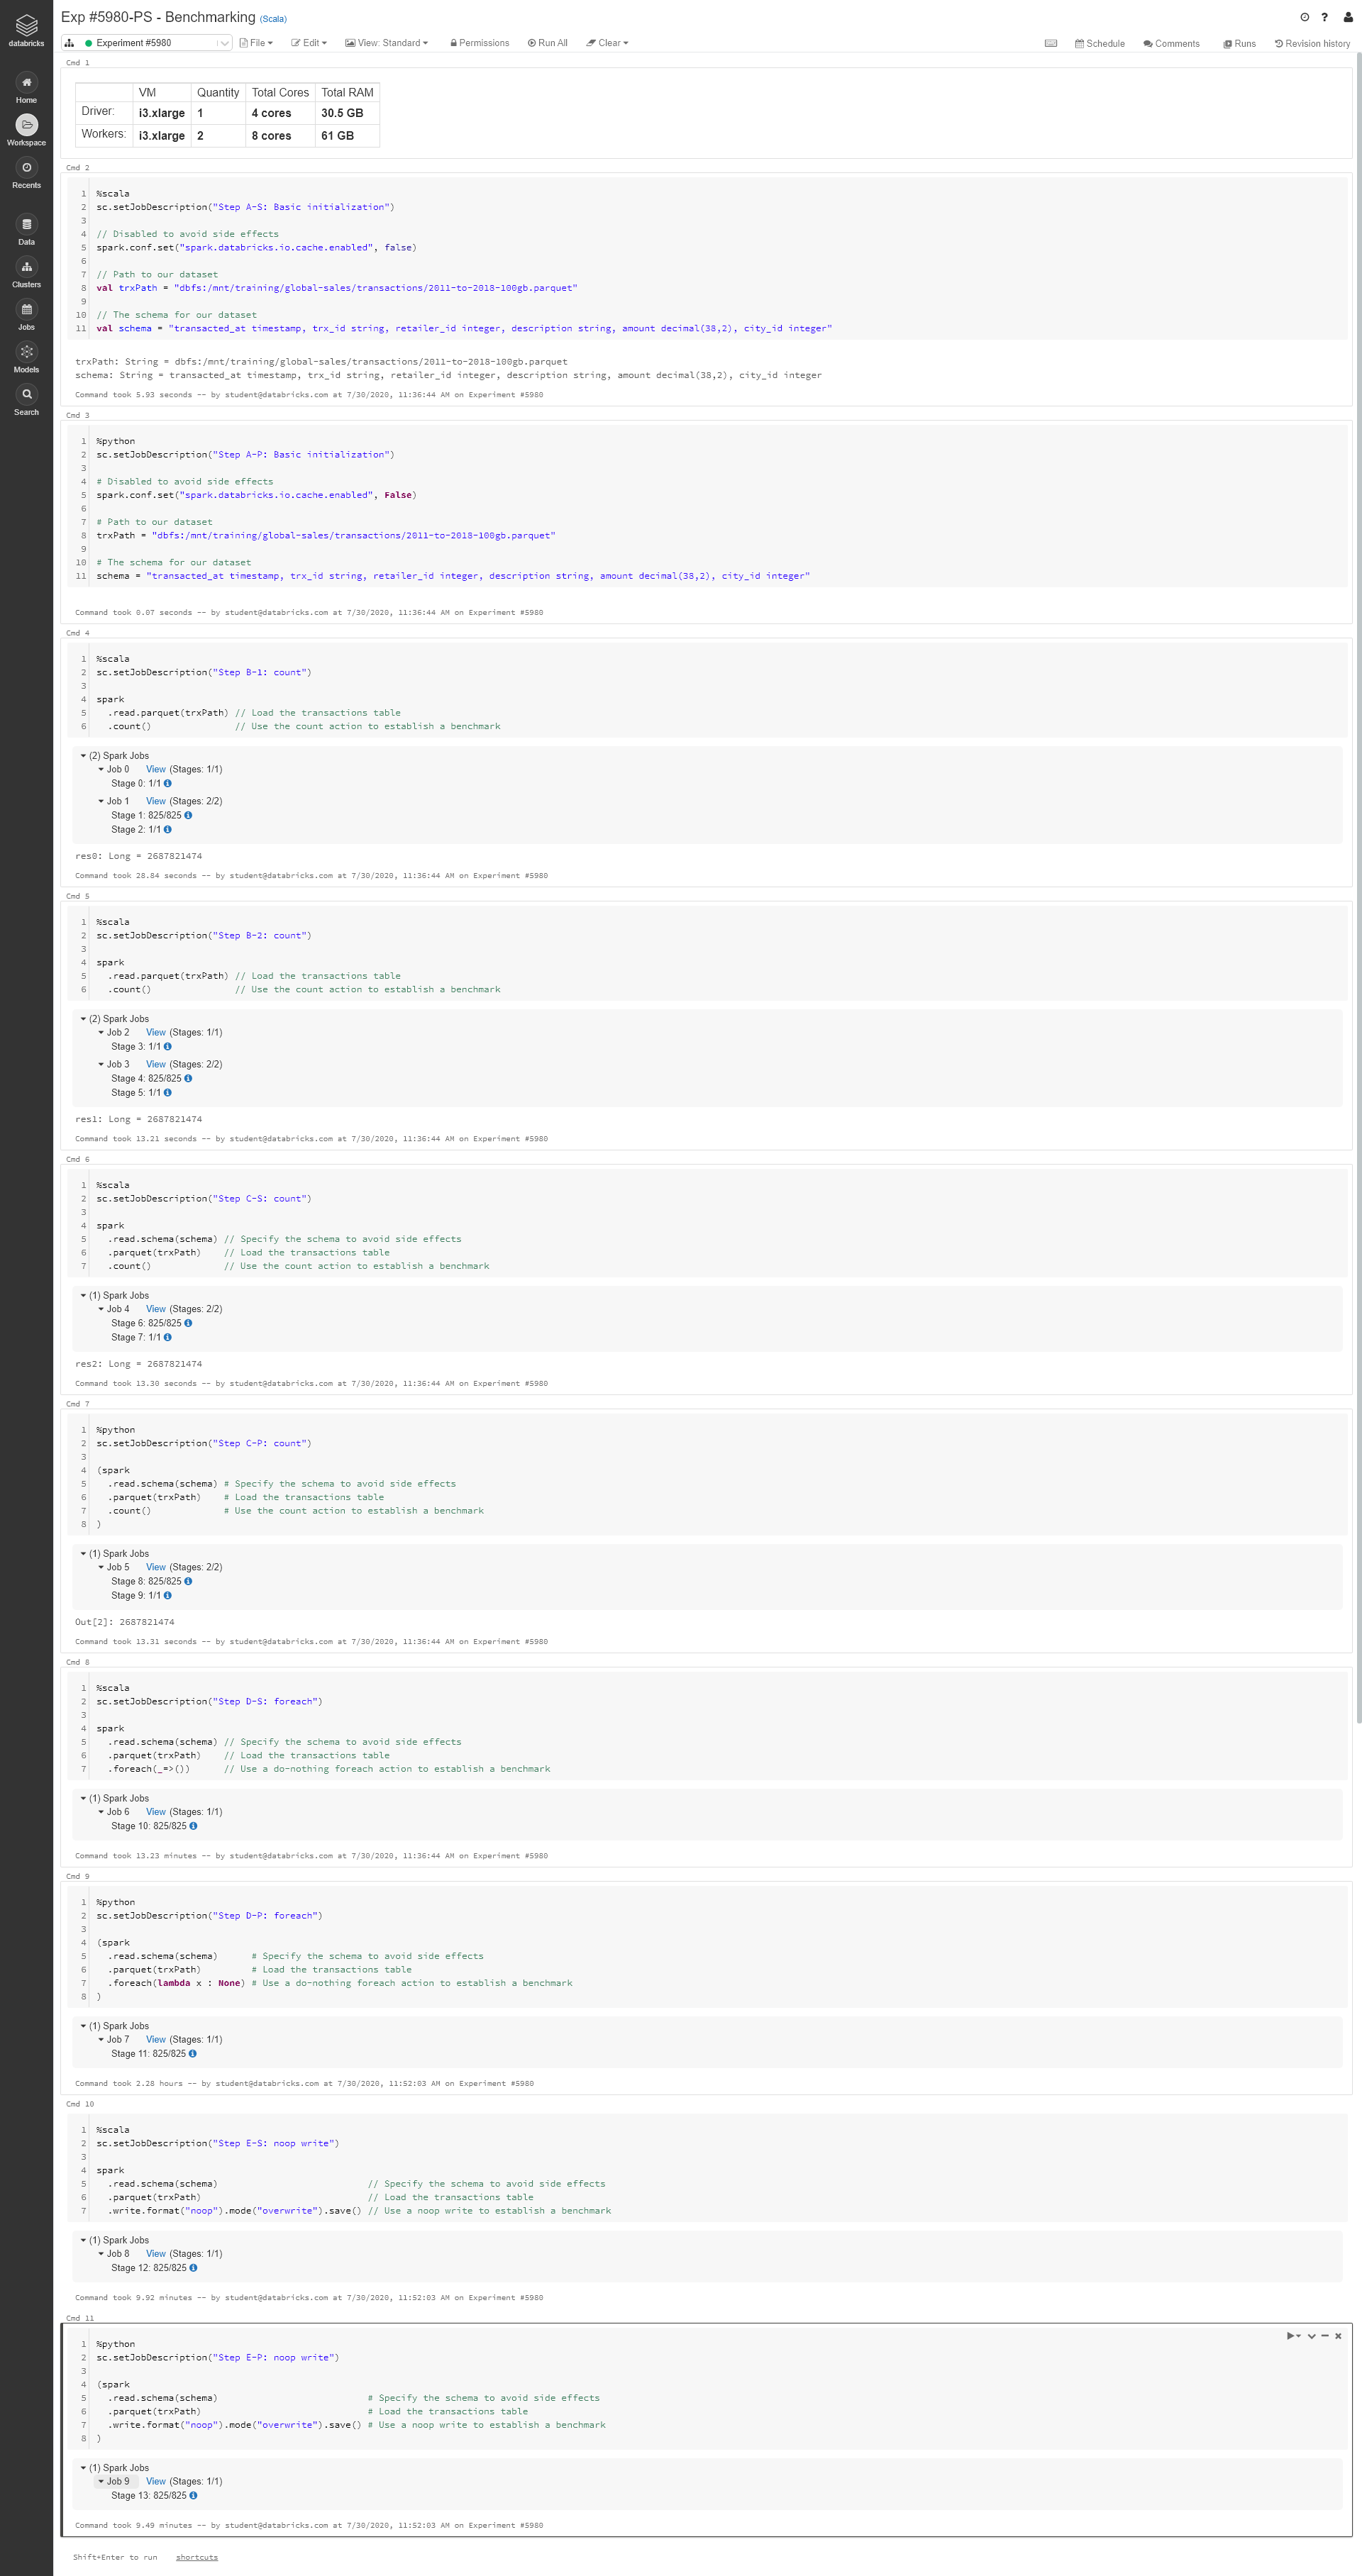 databricks
Home
Workspace
Recents
Data
Clusters
Jobs
Models
Search
Exp #5980-PS - Benchmarking (Scala)
Experiment #5980 File Edit View: Standard Permissions Run All Clear Schedule Comments Runs Revision history
Cmd 1
VM Quantity Total Cores Total RAM
Driver: i3.xlarge 1 4 cores 30.5 GB
Workers: i3.xlarge 2 8 cores 61 GB
Cmd 2
1 %scala
2 sc.setJobDescription("Step A-S: Basic initialization")
3
4 // Disabled to avoid side effects
5 spark.conf.set("spark.databricks.io.cache.enabled", false)
6
7 // Path to our dataset
8 val trxPath = "dbfs:/mnt/training/global-sales/transactions/2011-to-2018-100gb.parquet"
9
10 // The schema for our dataset
11 val schema = "transacted_at timestamp, trx_id string, retailer_id integer, description string, amount decimal(38,2), city_id integer"
trxPath: String = dbfs:/mnt/training/global-sales/transactions/2011-to-2018-100gb.parquet
schema: String = transacted_at timestamp, trx_id string, retailer_id integer, description string, amount decimal(38,2), city_id integer
Command took 5.93 seconds -- by student@databricks.com at 7/30/2020, 11:36:44 AM on Experiment #5980
Cmd 3
1 %python
2 sc.setJobDescription("Step A-P: Basic initialization")
3
4 # Disabled to avoid side effects
5 spark.conf.set("spark.databricks.io.cache.enabled", False)
6
7 # Path to our dataset
8 trxPath = "dbfs:/mnt/training/global-sales/transactions/2011-to-2018-100gb.parquet"
9
10 # The schema for our dataset
11 schema = "transacted_at timestamp, trx_id string, retailer_id integer, description string, amount decimal(38,2), city_id integer"
Command took 0.07 seconds -- by student@databricks.com at 7/30/2020, 11:36:44 AM on Experiment #5980
Cmd 4
1 %scala
2 sc.setJobDescription("Step B-1: count")
3
4 spark
5 .read.parquet(trxPath) // Load the transactions table
6 .count() // Use the count action to establish a benchmark
(2) Spark Jobs
Job 0 View (Stages: 1/1)
Stage 0: 1/1
Job 1 View (Stages: 2/2)
Stage 1: 825/825
Stage 2: 1/1
res0: Long = 2687821474
Command took 28.84 seconds -- by student@databricks.com at 7/30/2020, 11:36:44 AM on Experiment #5980
Cmd 5
1 %scala
2 sc.setJobDescription("Step B-2: count")
3
4 spark
5 .read.parquet(trxPath) // Load the transactions table
6 .count() // Use the count action to establish a benchmark
(2) Spark Jobs
Job 2 View (Stages: 1/1)
Stage 3: 1/1
Job 3 View (Stages: 2/2)
Stage 4: 825/825
Stage 5: 1/1
res1: Long = 2687821474
Command took 13.21 seconds -- by student@databricks.com at 7/30/2020, 11:36:44 AM on Experiment #5980
Cmd 6
1 %scala
2 sc.setJobDescription("Step C-S: count")
3
4 spark
5 .read.schema(schema) // Specify the schema to avoid side effects
6 .parquet(trxPath) // Load the transactions table
7 .count() // Use the count action to establish a benchmark
(1) Spark Jobs
Job 4 View (Stages: 2/2)
Stage 6: 825/825
Stage 7: 1/1
res2: Long = 2687821474
Command took 13.30 seconds -- by student@databricks.com at 7/30/2020, 11:36:44 AM on Experiment #5980
Cmd 7
1 %python
2 sc.setJobDescription("Step C-P: count")
3
4 (spark
5 .read.schema(schema) # Specify the schema to avoid side effects
6 .parquet(trxPath) # Load the transactions table
7 .count() # Use the count action to establish a benchmark
8 )
(1) Spark Jobs
Job 5 View (Stages: 2/2)
Stage 8: 825/825
Stage 9: 1/1
Out[2]: 2687821474
Command took 13.31 seconds -- by student@databricks.com at 7/30/2020, 11:36:44 AM on Experiment #5980
Cmd 8
1 %scala
2 sc.setJobDescription("Step D-S: foreach")
3
4 spark
5 .read.schema(schema) // Specify the schema to avoid side effects
6 .parquet(trxPath) // Load the transactions table
7 .foreach(_=>()) // Use a do-nothing foreach action to establish a benchmark
(1) Spark Jobs
Job 6 View (Stages: 1/1)
Stage 10: 825/825
Command took 13.23 minutes -- by student@databricks.com at 7/30/2020, 11:36:44 AM on Experiment #5980
Cmd 9
1 %python
2 sc.setJobDescription("Step D-P: foreach")
3
4 (spark
5 .read.schema(schema) # Specify the schema to avoid side effects
6 .parquet(trxPath) # Load the transactions table
7 .foreach(lambda x : None) # Use a do-nothing foreach action to establish a benchmark
8 )
(1) Spark Jobs
Job 7 View (Stages: 1/1)
Stage 11: 825/825
Command took 2.28 hours -- by student@databricks.com at 7/30/2020, 11:52:03 AM on Experiment #5980
Cmd 10
1 %scala
2 sc.setJobDescription("Step E-S: noop write")
3
4 spark
5 .read.schema(schema) // Specify the schema to avoid side effects
6 .parquet(trxPath) // Load the transactions table
7 .write.format("noop").mode("overwrite").save() // Use a noop write to establish a benchmark
(1) Spark Jobs
Job 8 View (Stages: 1/1)
Stage 12: 825/825
Command took 9.92 minutes -- by student@databricks.com at 7/30/2020, 11:52:03 AM on Experiment #5980
Cmd 11
1 %python
2 sc.setJobDescription("Step E-P: noop write")
3
4 (spark
5 .read.schema(schema) # Specify the schema to avoid side effects
6 .parquet(trxPath) # Load the transactions table
7 .write.format("noop").mode("overwrite").save() # Use a noop write to establish a benchmark
8 )
(1) Spark Jobs
Job 9 View (Stages: 1/1)
Stage 13: 825/825
Command took 9.49 minutes -- by student@databricks.com at 7/30/2020, 11:52:03 AM on Experiment #5980
Shift+Enter to run shortcuts